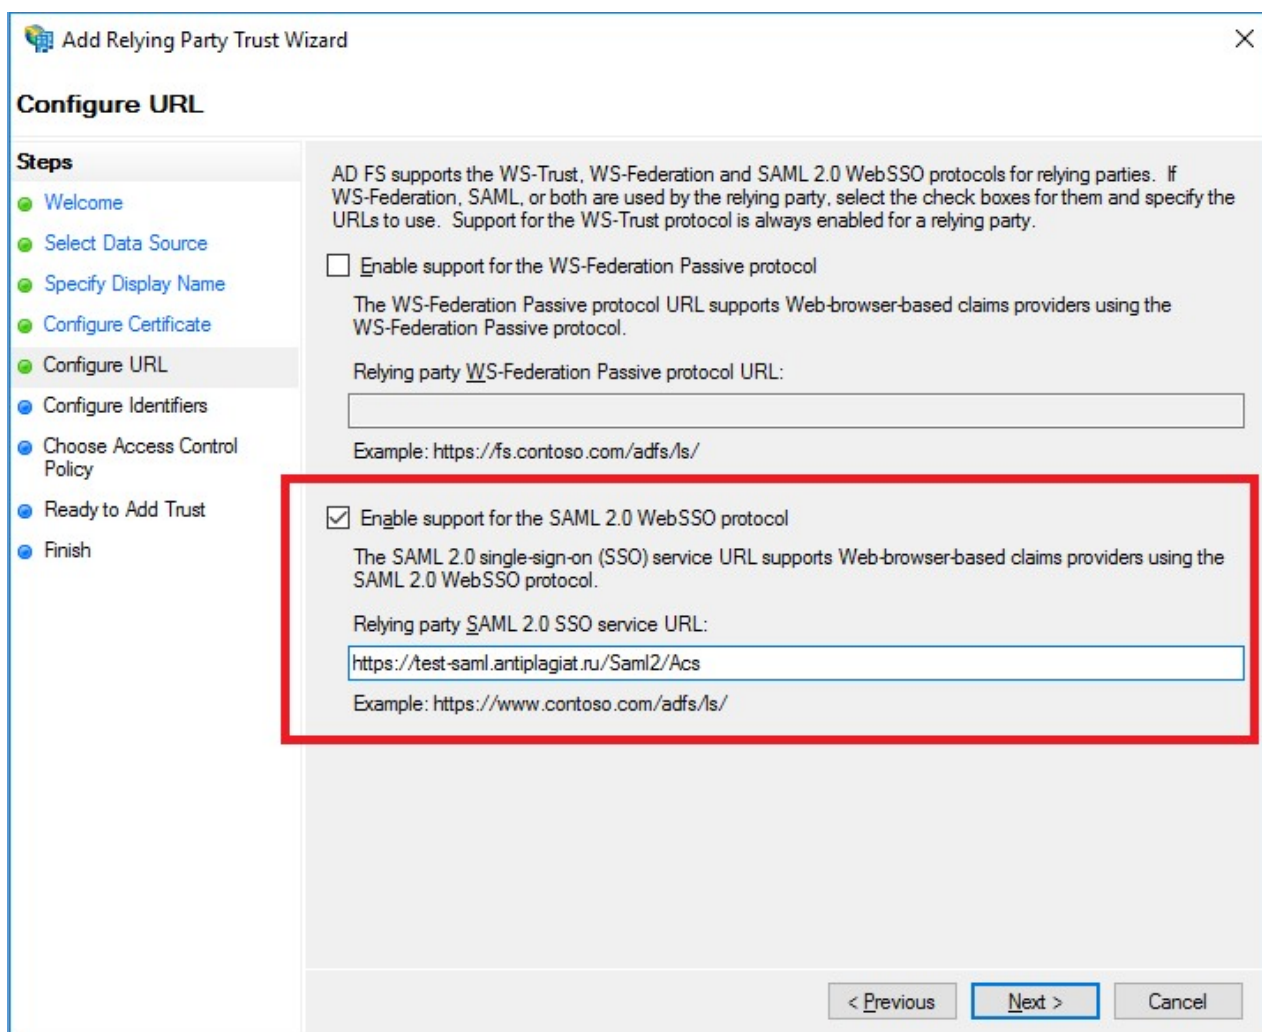 Add Relying Party Trust Wizard
Configure URL
Steps
Welcome
Select Data Source
Specify Display Name
Configure Certificate
Configure URL
Configure Identifiers
Choose Access Control
Policy
Ready to Add Trust
Finish
AD FS supports the WS-Trust, WS-Federation and SAML 2.0 WebSSO protocols for relying parties. If
WS-Federation, SAML, or both are used by the relying party, select the check boxes for them and specify the
URLs to use. Support for the WS-Trust protocol is always enabled for a relying party.
Enable support for the WS-Federation Passive protocol
The WS-Federation Passive protocol URL supports Web-browser-based claims providers using the
WS-Federation Passive protocol.
Relying party WS-Federation Passive protocol URL:
Example: https://fs.contoso.com/adfs/ls/
Enable support for the SAML 2.0 WebSSO protocol
The SAML 2.0 single-sign-on (SSO) service URL supports Web-browser-based claims providers using the
SAML 2.0 WebSSO protocol.
Relying party SAML 2.0 SSO service URL:
https://test-saml.antiplagiat.ru/Saml2/Acs
Example: https://www.contoso.com/adfs/ls/
< Previous
Next >
Cancel